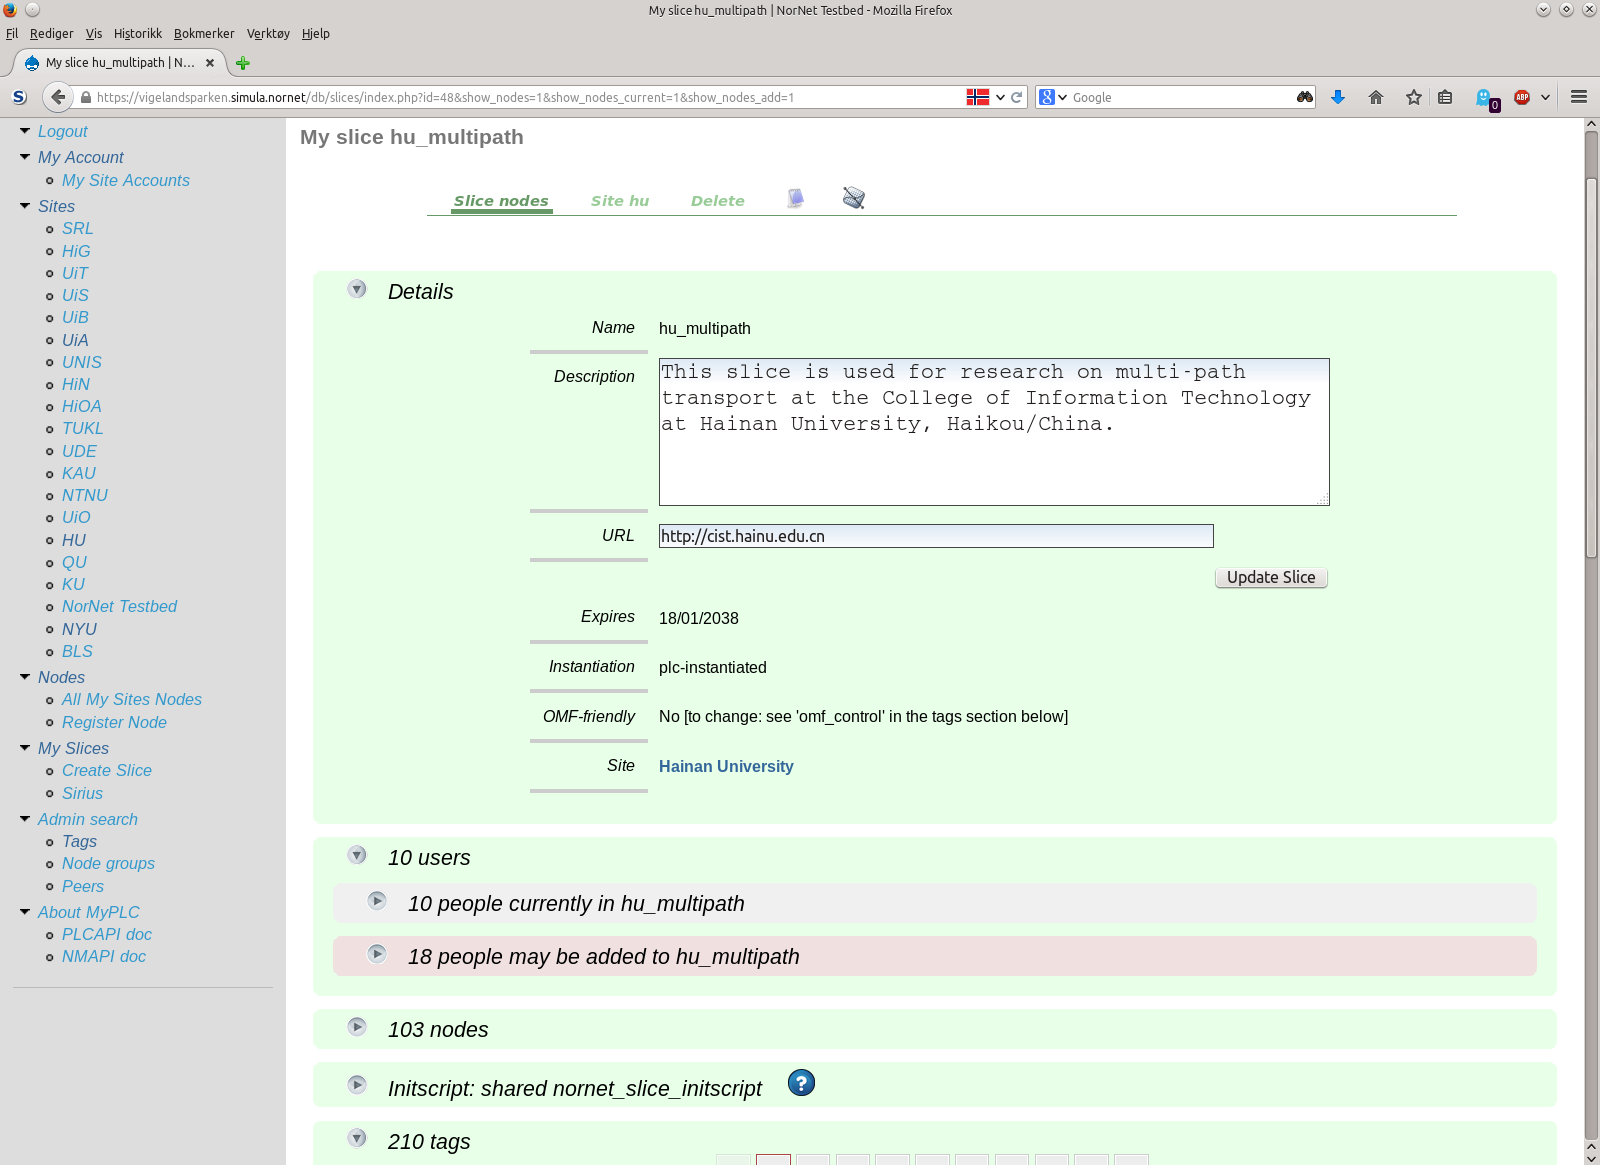 My slice hu_multipath | NorNet Testbed - Mozilla Firefox
Fil Rediger Vis Historikk Bokmerker Verktøy Hjelp
My slice hu_multipath | N...
https://vigelandsparken.simula.nornet/db/slices/index.php?id=48&show_nodes=1&show_nodes_current=1&show_nodes_add=1
8 Google
ABP
0
S
Logout
My Account
My Site Accounts
Sites
SRL
HiG
UiT
UiS
UiB
UiA
UNIS
HiN
HiOA
TUKL
UDE
KAU
NTNU
UiO
HU
QU
KU
NorNet Testbed
NYU
BLS
Nodes
All My Sites Nodes
Register Node
My Slices
Create Slice
Sirius
Admin search
Tags
Node groups
Peers
About MyPLC
PLCAPI doc
NMAPI doc
My slice hu_multipath
Slice nodes Site hu Delete
Details
Name hu_multipath
Description
This slice is used for research on multi-path
transport at the College of Information Technology
at Hainan University, Haikou/China.
URL http://cist.hainu.edu.cn
Update Slice
Expires 18/01/2038
Instantiation plc-instantiated
OMF-friendly No [to change: see 'omf_control' in the tags section below]
Site Hainan University
10 users
10 people currently in hu_multipath
18 people may be added to hu_multipath
103 nodes
Initscript: shared nornet_slice_initscript ?
210 tags